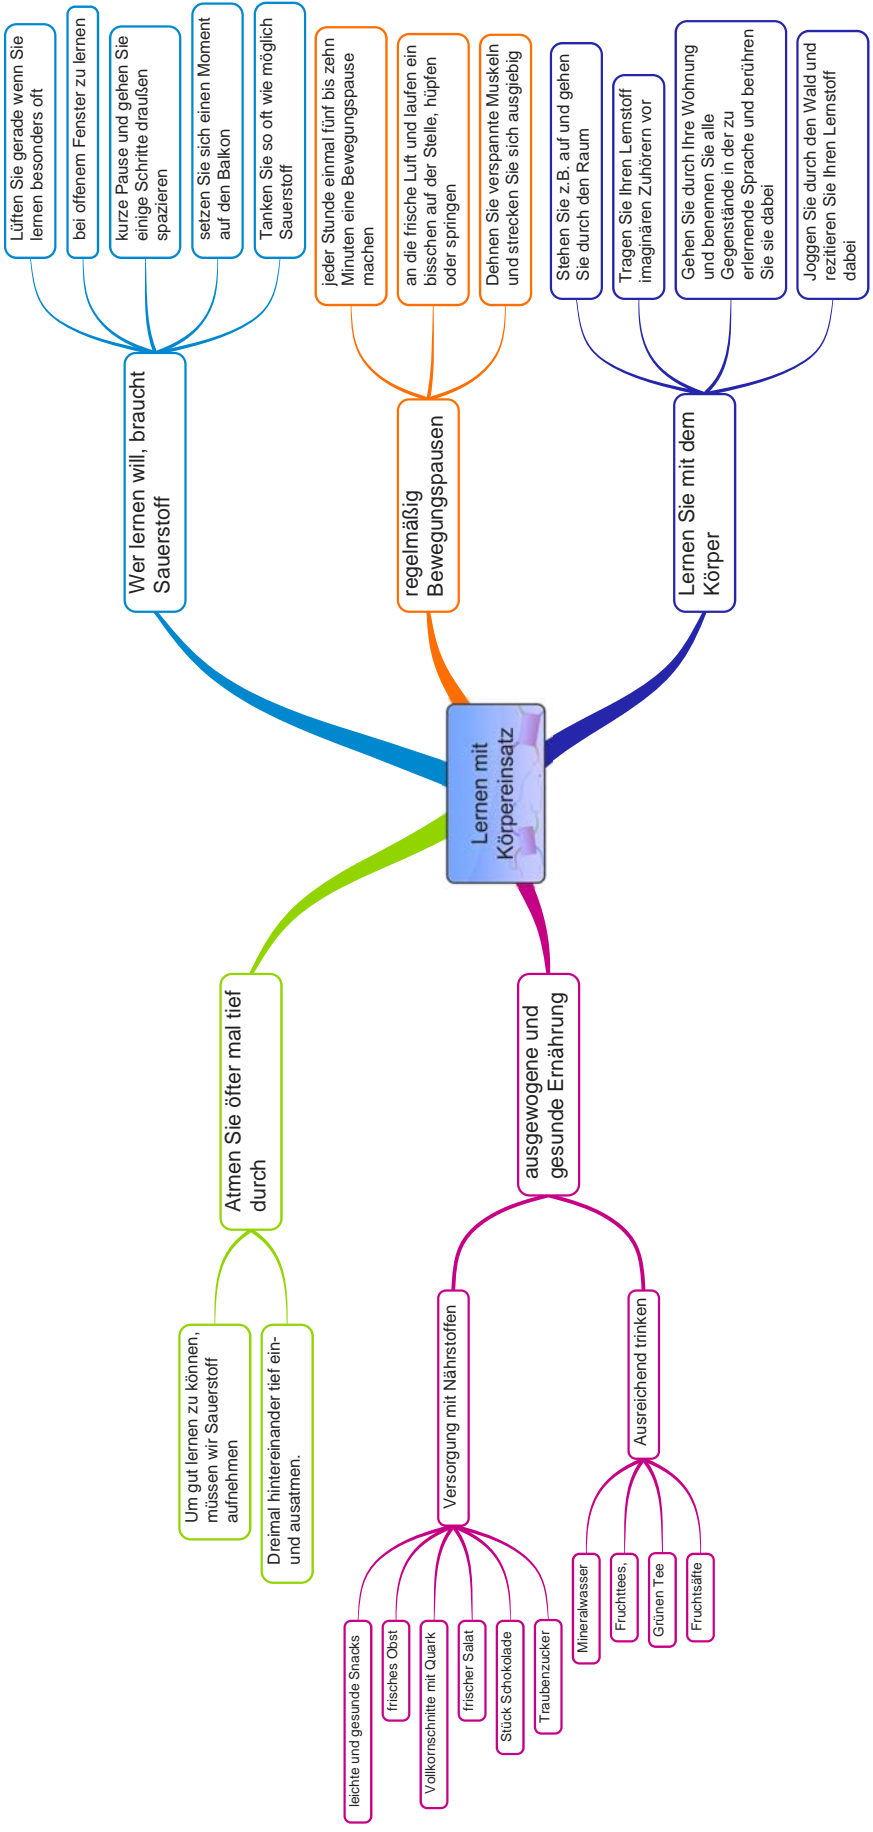 Lernen mit
Körpereinsatz
Wer lernen will, braucht
Sauerstoff
Lüften Sie gerade wenn Sie
lernen besonders oft
bei offenem Fenster zu lernen
kurze Pause und gehen Sie
einige Schritte draußen
spazieren
setzen Sie sich einen Moment
auf den Balkon
Tanken Sie so oft wie möglich
Sauerstoff
regelmäßig
Bewegungspausen
jeder Stunde einmal fünf bis zehn
Minuten eine Bewegungspause
machen
an die frische Luft und laufen ein
bisschen auf der Stelle, hüpfen
oder springen
Dehnen Sie verspannte Muskeln
und strecken Sie sich ausgiebig
Lernen Sie mit dem
Körper
Stehen Sie z.B. auf und gehen
Sie durch den Raum
Tragen Sie Ihren Lernstoff
imaginären Zuhörern vor
Gehen Sie durch Ihre Wohnung
und benennen Sie alle
Gegenstände in der zu
erlernende Sprache und berühren
Sie sie dabei
Joggen Sie durch den Wald und
rezitieren Sie Ihren Lernstoff
dabei
Atmen Sie öfter mal tief
durch
Um gut lernen zu können,
müssen wir Sauerstoff
aufnehmen
Dreimal hintereinander tief ein-
und ausatmen.
ausgewogene und
gesunde Ernährung
Versorgung mit Nährstoffen
leichte und gesunde Snacks
frisches Obst
Vollkornschnitte mit Quark
frischer Salat
Stück Schokolade
Traubenzucker
Ausreichend trinken
Mineralwasser
Fruchttees,
Grünen Tee
Fruchtsäfte